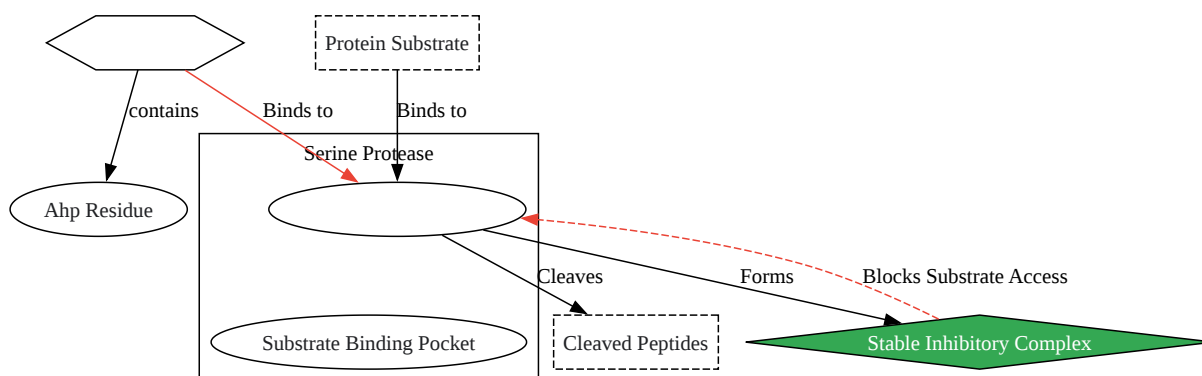 Protein Substrate
contains
Binds to
Binds to
Serine Protease
Ahp Residue
Cleaves
Forms
Blocks Substrate Access
Substrate Binding Pocket
Cleaved Peptides
Stable Inhibitory Complex